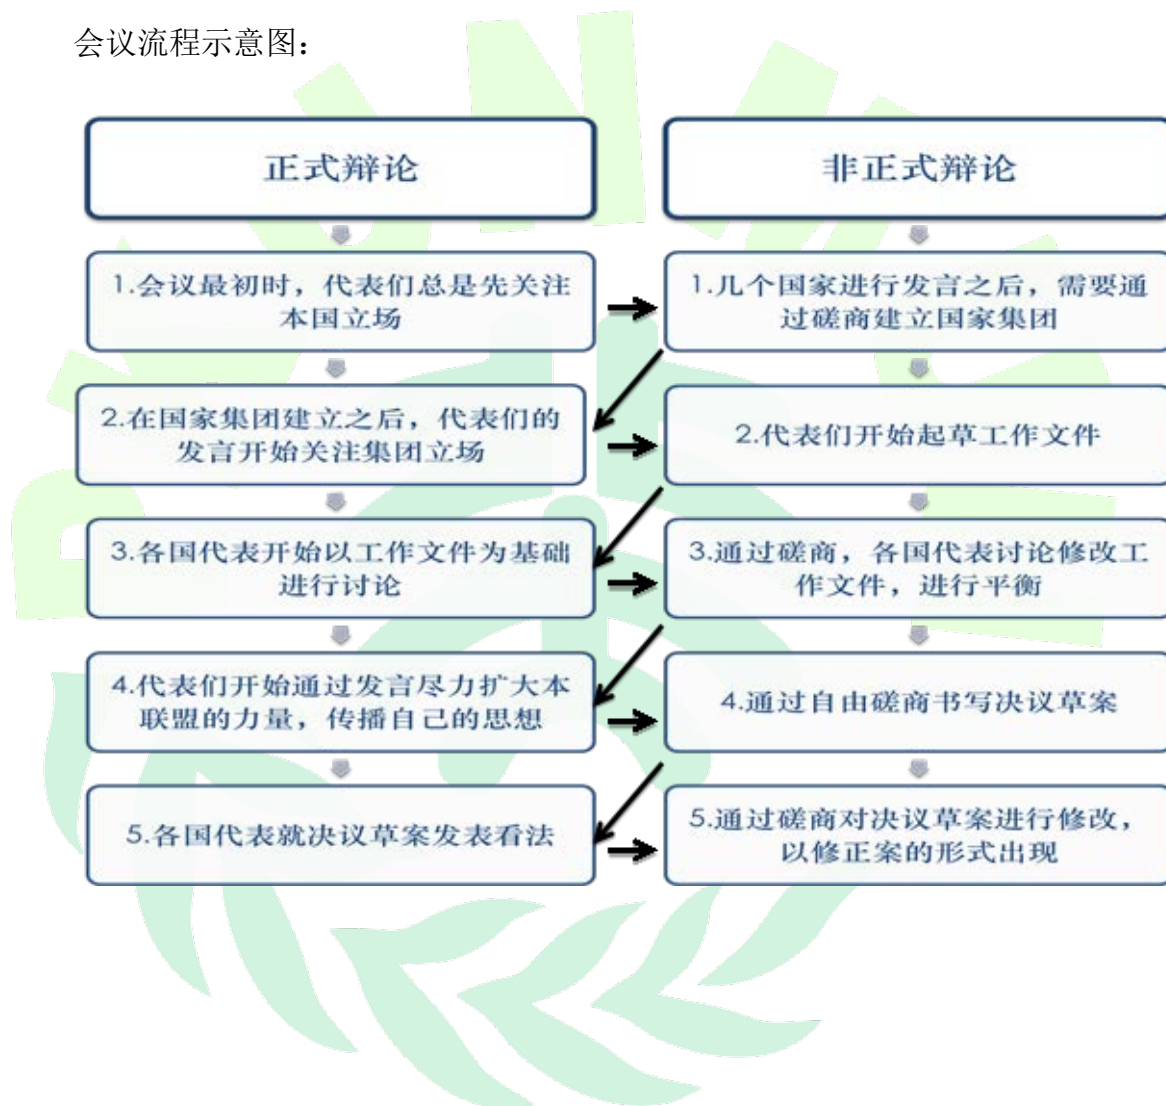 会议流程示意图：
正式辩论
非正式辩论
1.会议最初时，代表们总是先关注
本国立场
1.几个国家进行发言之后，需要通
过磋商建立国家集团
2.在国家集团建立之后，代表们的
发言开始关注集团立场
2.代表们开始起草工作文件
3.各国代表开始以工作文件为基础
进行讨论
3.通过磋商，各国代表讨论修改工
作文件，进行平衡
4.代表们开始通过发言尽力扩大本
联盟的力量，传播自己的思想
4.通过自由磋商书写决议草案
5.各国代表就决议草案发表看法
5.通过磋商对决议草案进行修改，
以修正案的形式出现